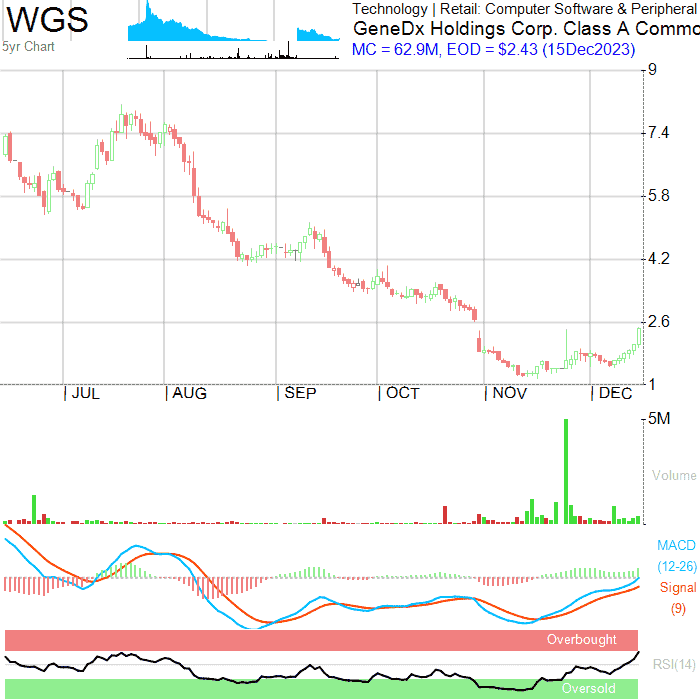 WGS
5yr Chart
Technology | Retail: Computer Software & Peripheral
GeneDx Holdings Corp. Class A Commo
MC = 62.9M, EOD = $2.43 (15Dec2023)
9
7.4
5.8
4.2
2.6
1
| JUL | AUG | SEP | OCT | NOV | DEC
5M
Volume
MACD
(12-26)
Signal
(9)
Overbought
RSI(14)
Oversold